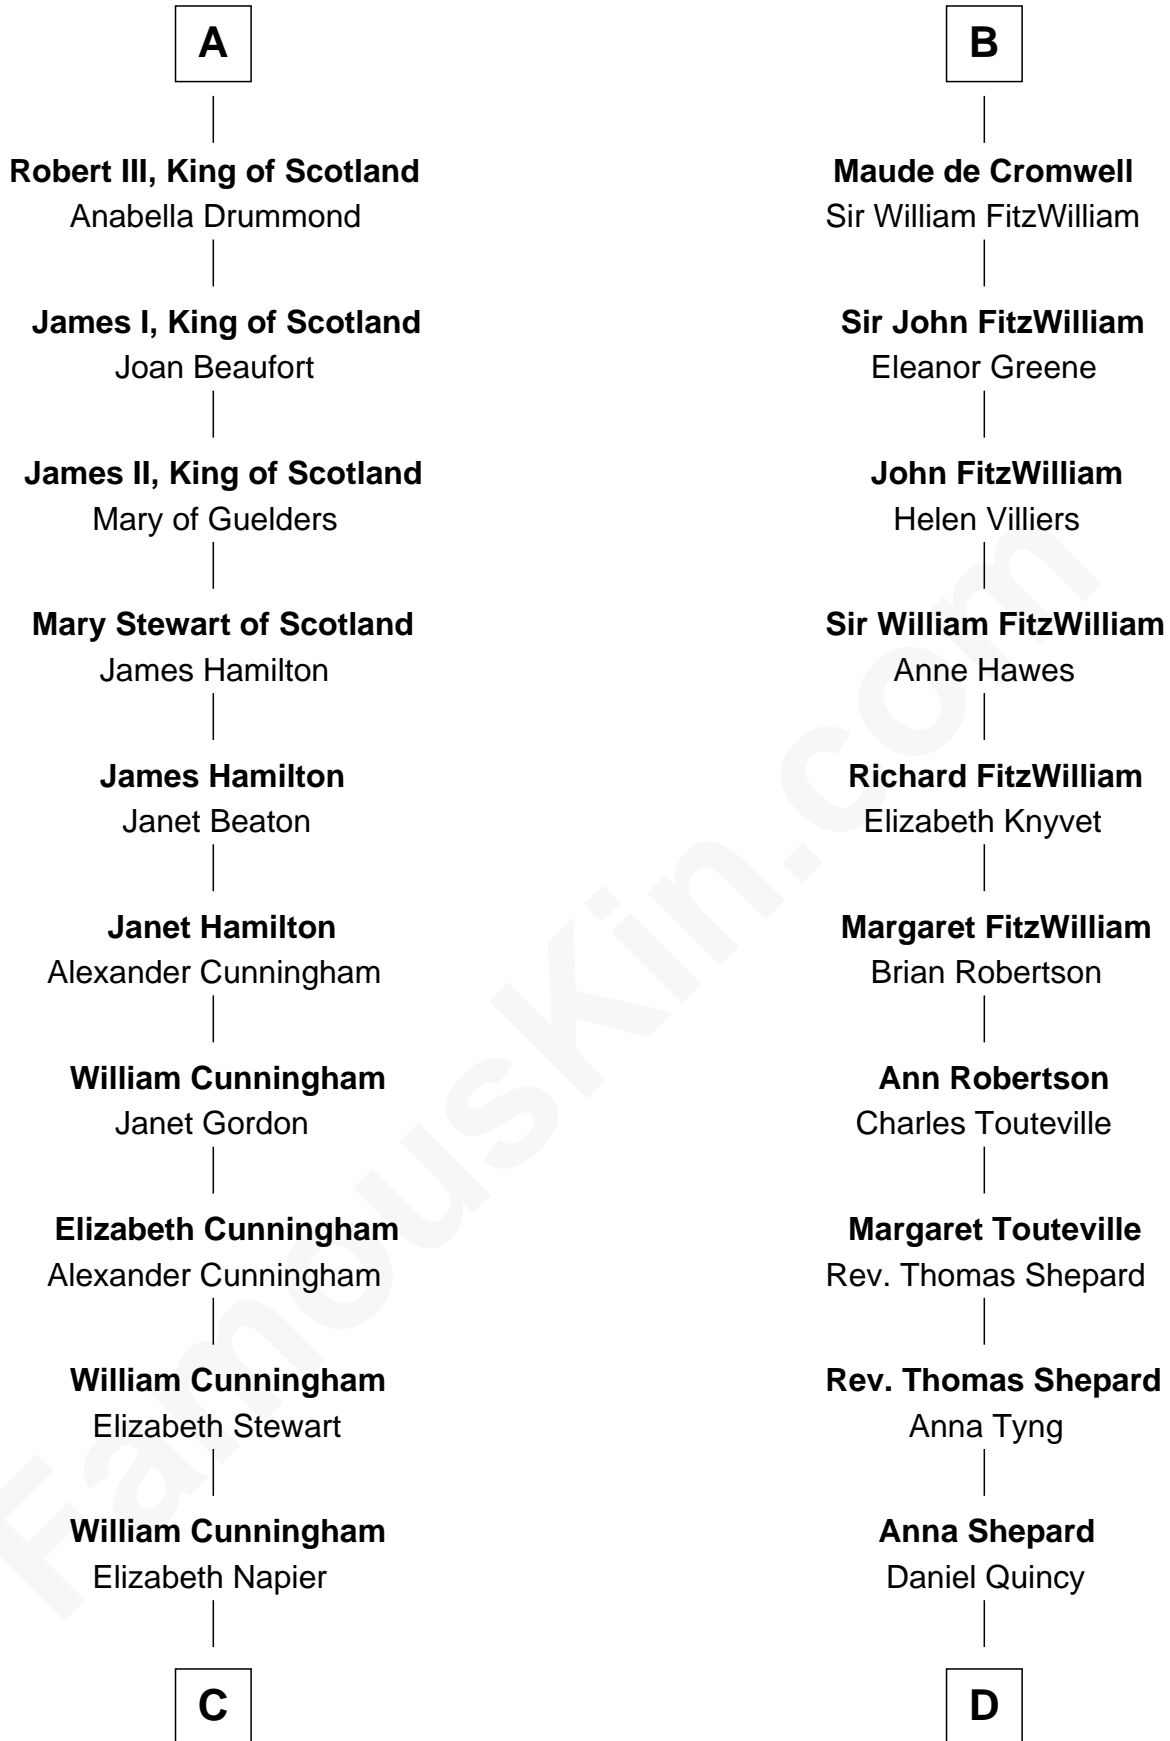 A
Robert III, King of Scotland
Anabella Drummond
James I, King of Scotland
Joan Beaufort
James II, King of Scotland
Mary of Guelders
Mary Stewart of Scotland
James Hamilton
James Hamilton
Janet Beaton
Janet Hamilton
Alexander Cunningham
William Cunningham
Janet Gordon
Elizabeth Cunningham
Alexander Cunningham
William Cunningham
Elizabeth Stewart
William Cunningham
Elizabeth Napier
C
B
Maude de Cromwell
Sir William FitzWilliam
Sir John FitzWilliam
Eleanor Greene
John FitzWilliam
Helen Villiers
Sir William FitzWilliam
Anne Hawes
Richard FitzWilliam
Elizabeth Knyvet
Margaret FitzWilliam
Brian Robertson
Ann Robertson
Charles Touteville
Margaret Touteville
Rev. Thomas Shepard
Rev. Thomas Shepard
Anna Tyng
Anna Shepard
Daniel Quincy
D
FamousKin.com